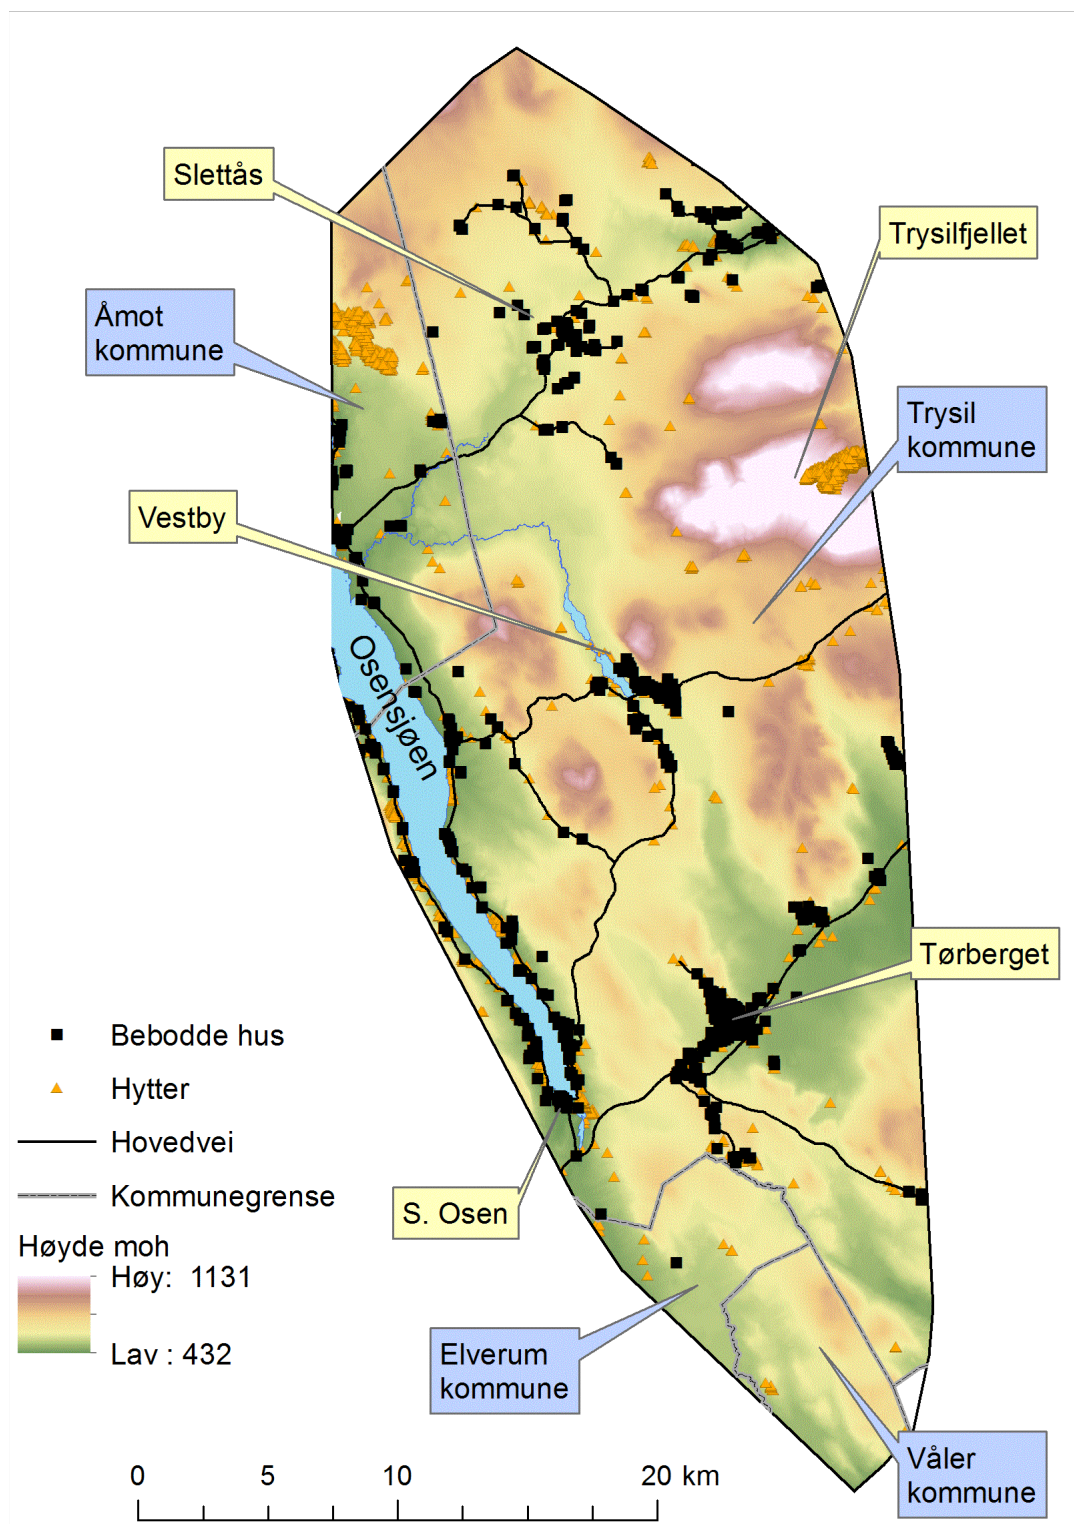 Slettås
Trysilfjellet
Åmot
kommune
Trysil
kommune
Vestby
Osensjøen
Tørberget
Bebodde hus
Hytter
Hovedvei
Kommunegrense
S. Osen
Høyde moh
Høy: 1131
Lav : 432
Elverum
kommune
Våler
kommune
0 5 10 20 km